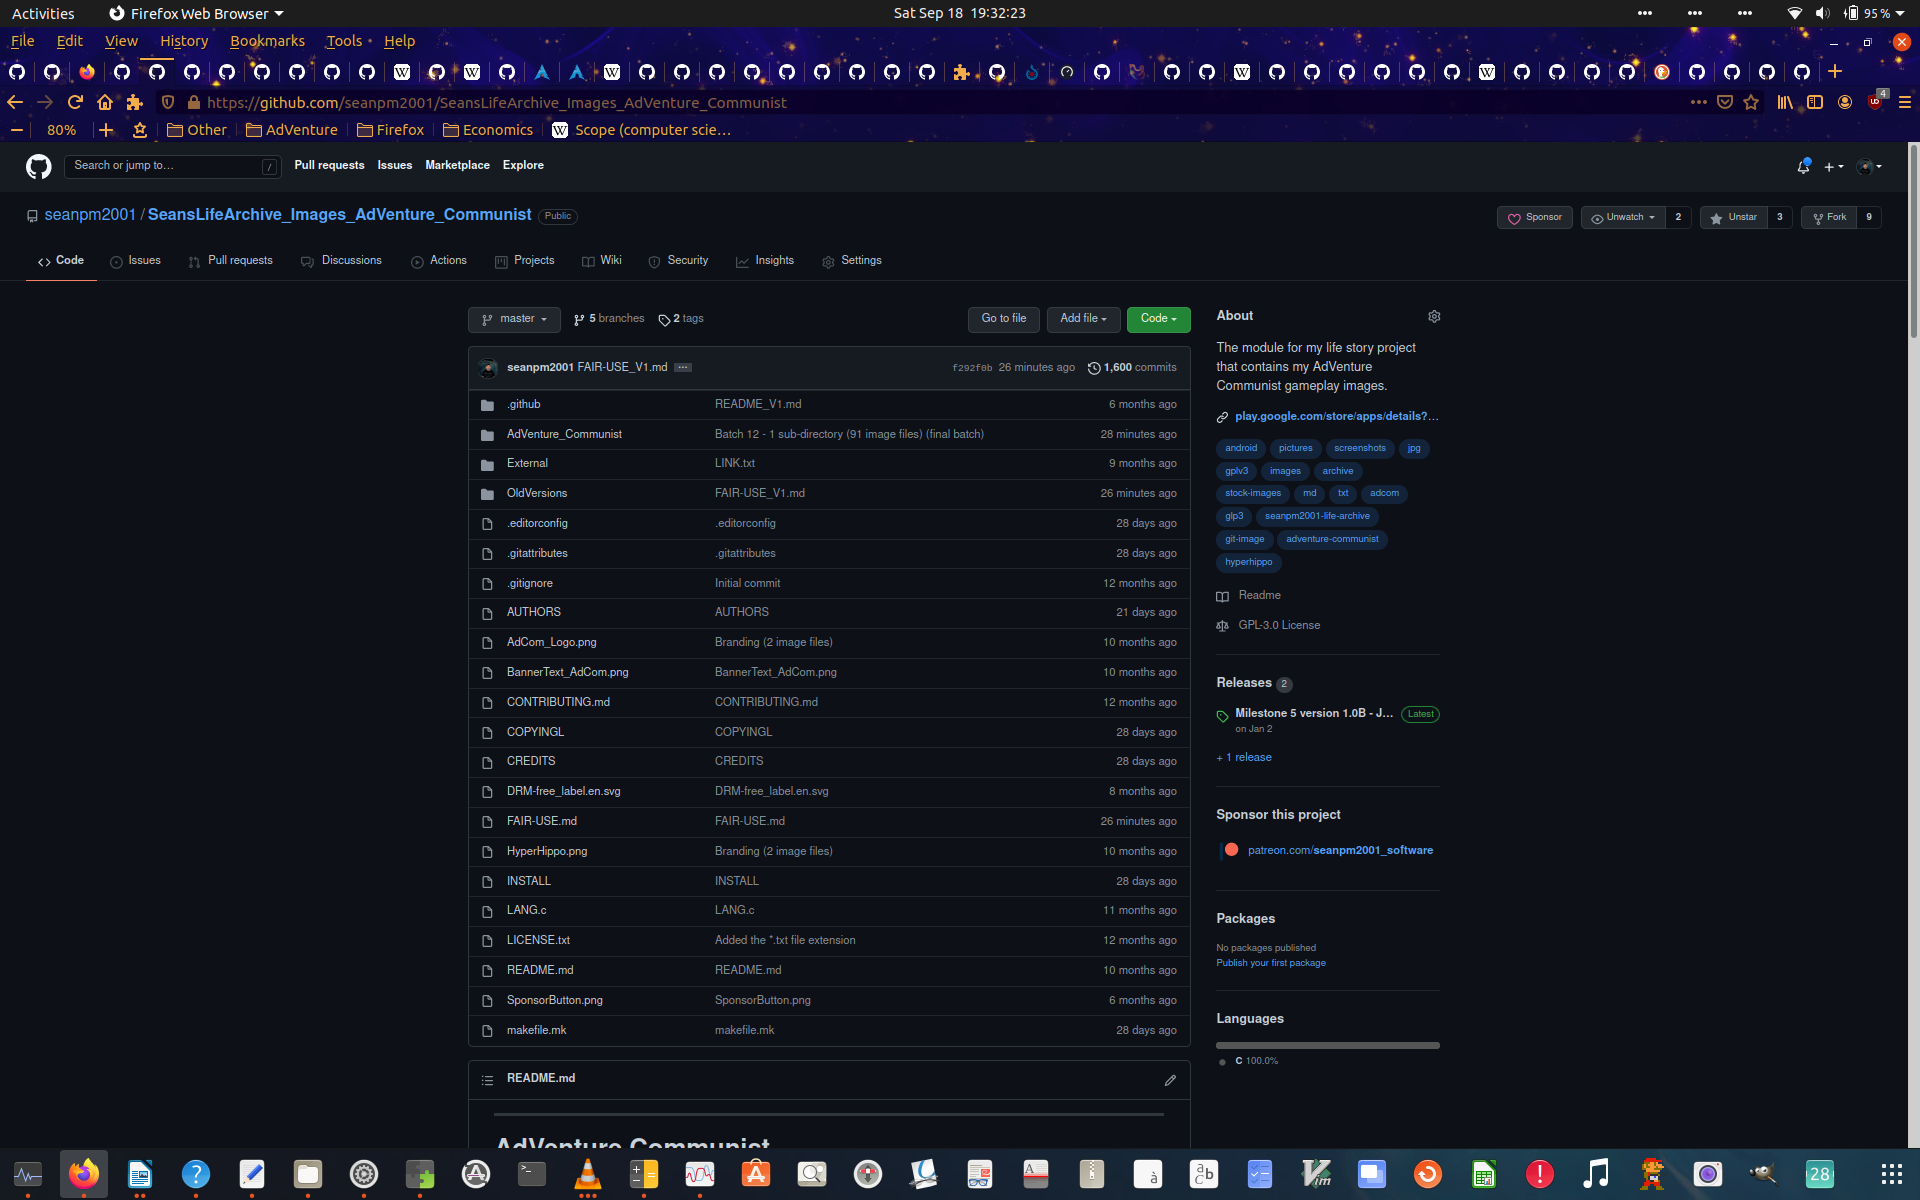 Activities Firefox Web Browser Sat Sep 18 19:32:23 95 %
File Edit View History Bookmarks Tools Help
https://github.com/seanpm2001/SeansLifeArchive_Images_AdVenture_Communist 4
80% Other AdVenture Firefox Economics Scope (computer scie…
Search or jump to… / Pull requests Issues Marketplace Explore
seanpm2001 / SeansLifeArchive_Images_AdVenture_Communist Public Sponsor Unwatch 2 Unstar 3 Fork 9
Code Issues Pull requests Discussions Actions Projects Wiki Security Insights Settings
master 5 branches 2 tags Go to file Add file Code
seanpm2001 FAIR-USE_V1.md … f292f0b 26 minutes ago 1,600 commits
.github README_V1.md 6 months ago
AdVenture_Communist Batch 12 - 1 sub-directory (91 image files) (final batch) 28 minutes ago
External LINK.txt 9 months ago
OldVersions FAIR-USE_V1.md 26 minutes ago
.editorconfig .editorconfig 28 days ago
.gitattributes .gitattributes 28 days ago
.gitignore Initial commit 12 months ago
AUTHORS AUTHORS 21 days ago
AdCom_Logo.png Branding (2 image files) 10 months ago
BannerText_AdCom.png BannerText_AdCom.png 10 months ago
CONTRIBUTING.md CONTRIBUTING.md 12 months ago
COPYINGL COPYINGL 28 days ago
CREDITS CREDITS 28 days ago
DRM-free_label.en.svg DRM-free_label.en.svg 8 months ago
FAIR-USE.md FAIR-USE.md 26 minutes ago
HyperHippo.png Branding (2 image files) 10 months ago
INSTALL INSTALL 28 days ago
LANG.c LANG.c 11 months ago
LICENSE.txt Added the *.txt file extension 12 months ago
README.md README.md 10 months ago
SponsorButton.png SponsorButton.png 6 months ago
makefile.mk makefile.mk 28 days ago
README.md
AdVenture Communist
About
The module for my life story project
that contains my AdVenture
Communist gameplay images.
play.google.com/store/apps/details?…
android pictures screenshots jpg
gplv3 images archive
stock-images md txt adcom
glp3 seanpm2001-life-archive
git-image adventure-communist
hyperhippo
Readme
GPL-3.0 License
Releases 2
Milestone 5 version 1.0B - J… Latest
on Jan 2
+ 1 release
Sponsor this project
patreon.com/seanpm2001_software
Packages
No packages published
Publish your first package
Languages
C 100.0%
28